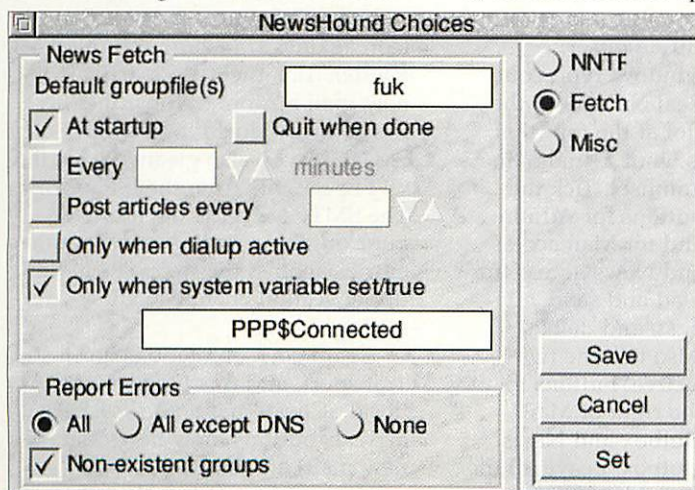 NewsHound Choices
News Fetch
Default groupfile(s)
fuk
At startup
Quit when done
Every
minutes
Post articles every
Only when dialup active
Only when system variable set/true
PPP$Connected
Report Errors
All
All except DNS
None
Non-existent groups
NNTP
Fetch
Misc
Save
Cancel
Set